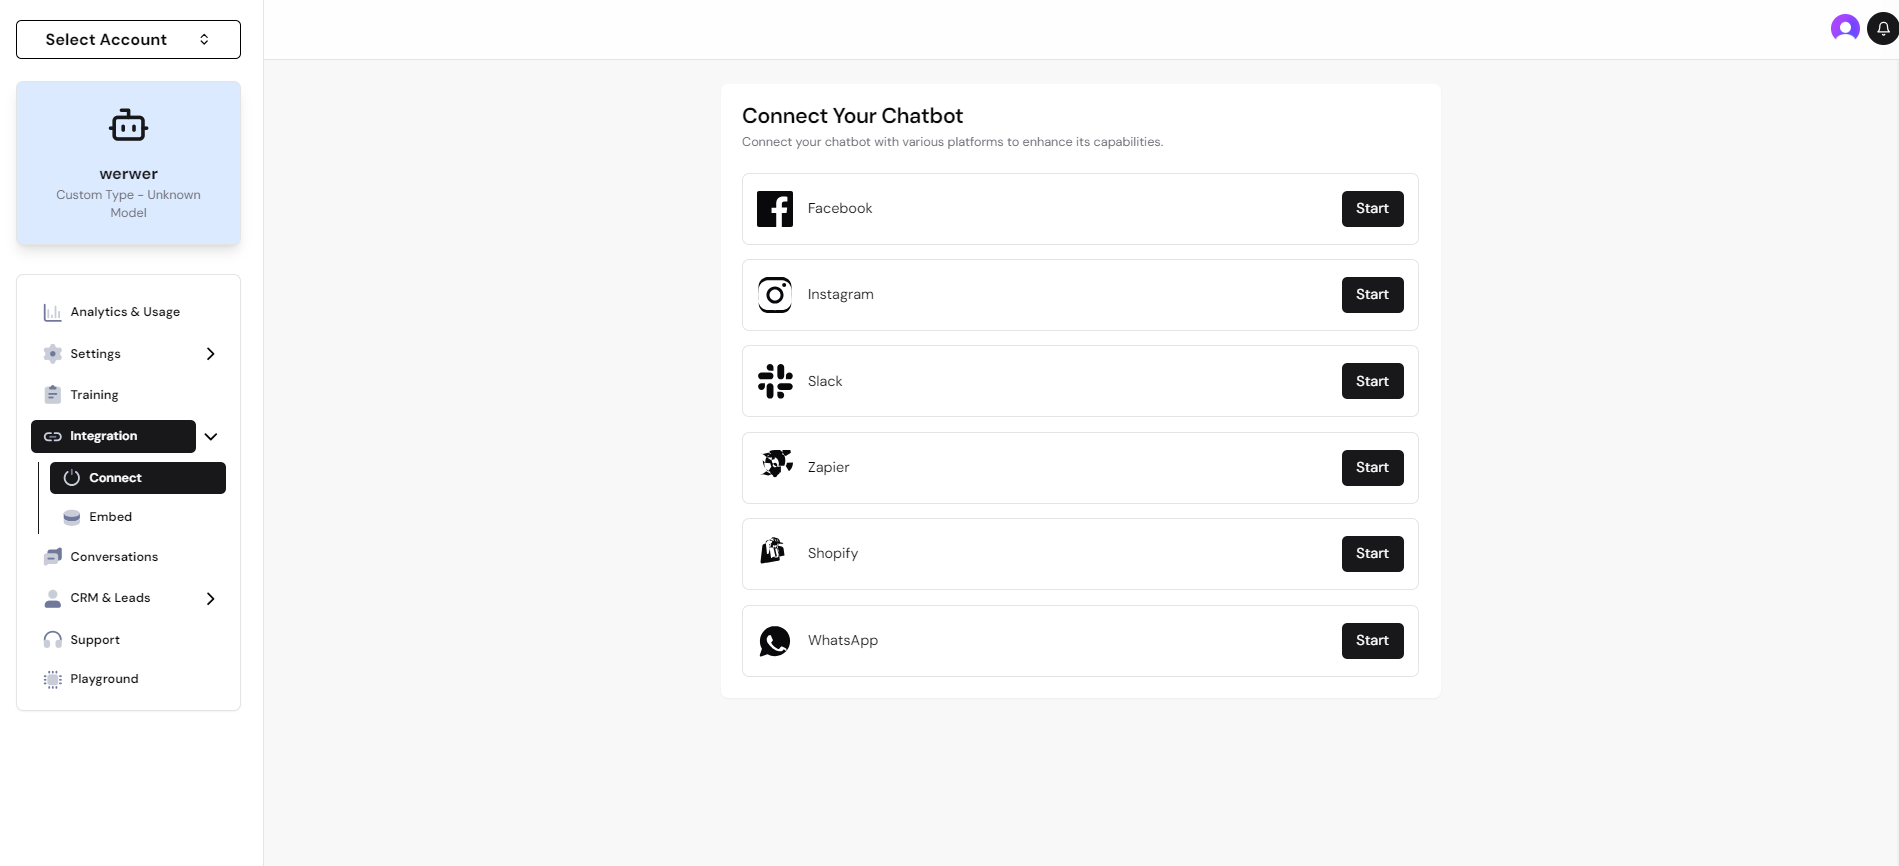 Select Account
werwer
Custom Type - Unknown
Model
Analytics & Usage
Settings
Training
Integration
Connect
Embed
Conversations
CRM & Leads
Support
Playground
Connect Your Chatbot
Connect your chatbot with various platforms to enhance its capabilities.
Facebook Start
Instagram Start
Slack Start
Zapier Start
Shopify Start
WhatsApp Start